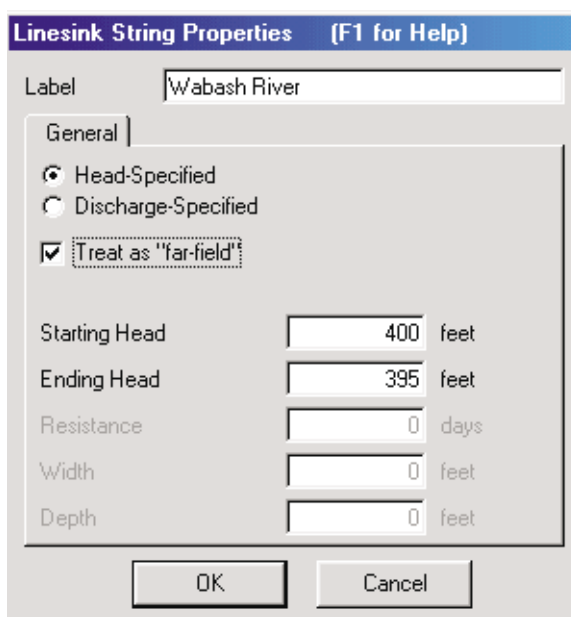 Linesink String Properties (F1 for Help)
Label Wabash River
General
Head-Specified
Discharge-Specified
Treat as "far-field"
Starting Head 400 feet
Ending Head 395 feet
Resistance 0 days
Width 0 feet
Depth 0 feet
OK Cancel